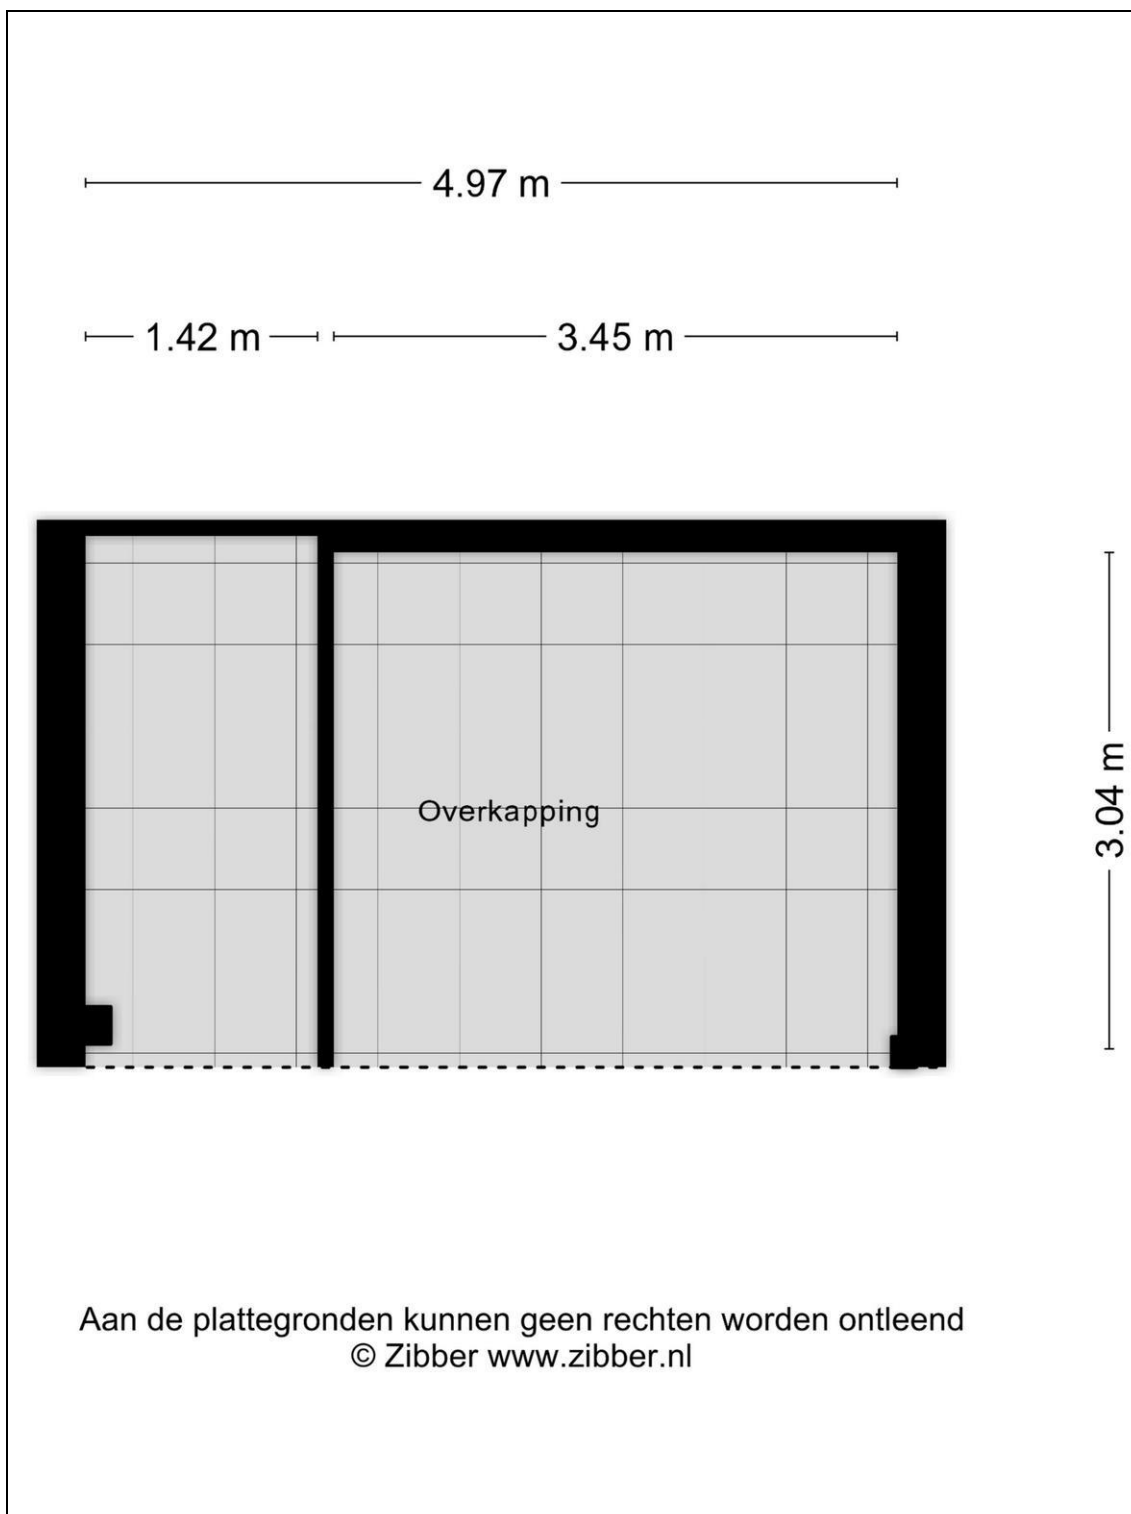 4.97 m
1.42 m 3.45 m
3.04 m
Overkapping
Aan de plattegronden kunnen geen rechten worden ontleend
© Zibber www.zibber.nl